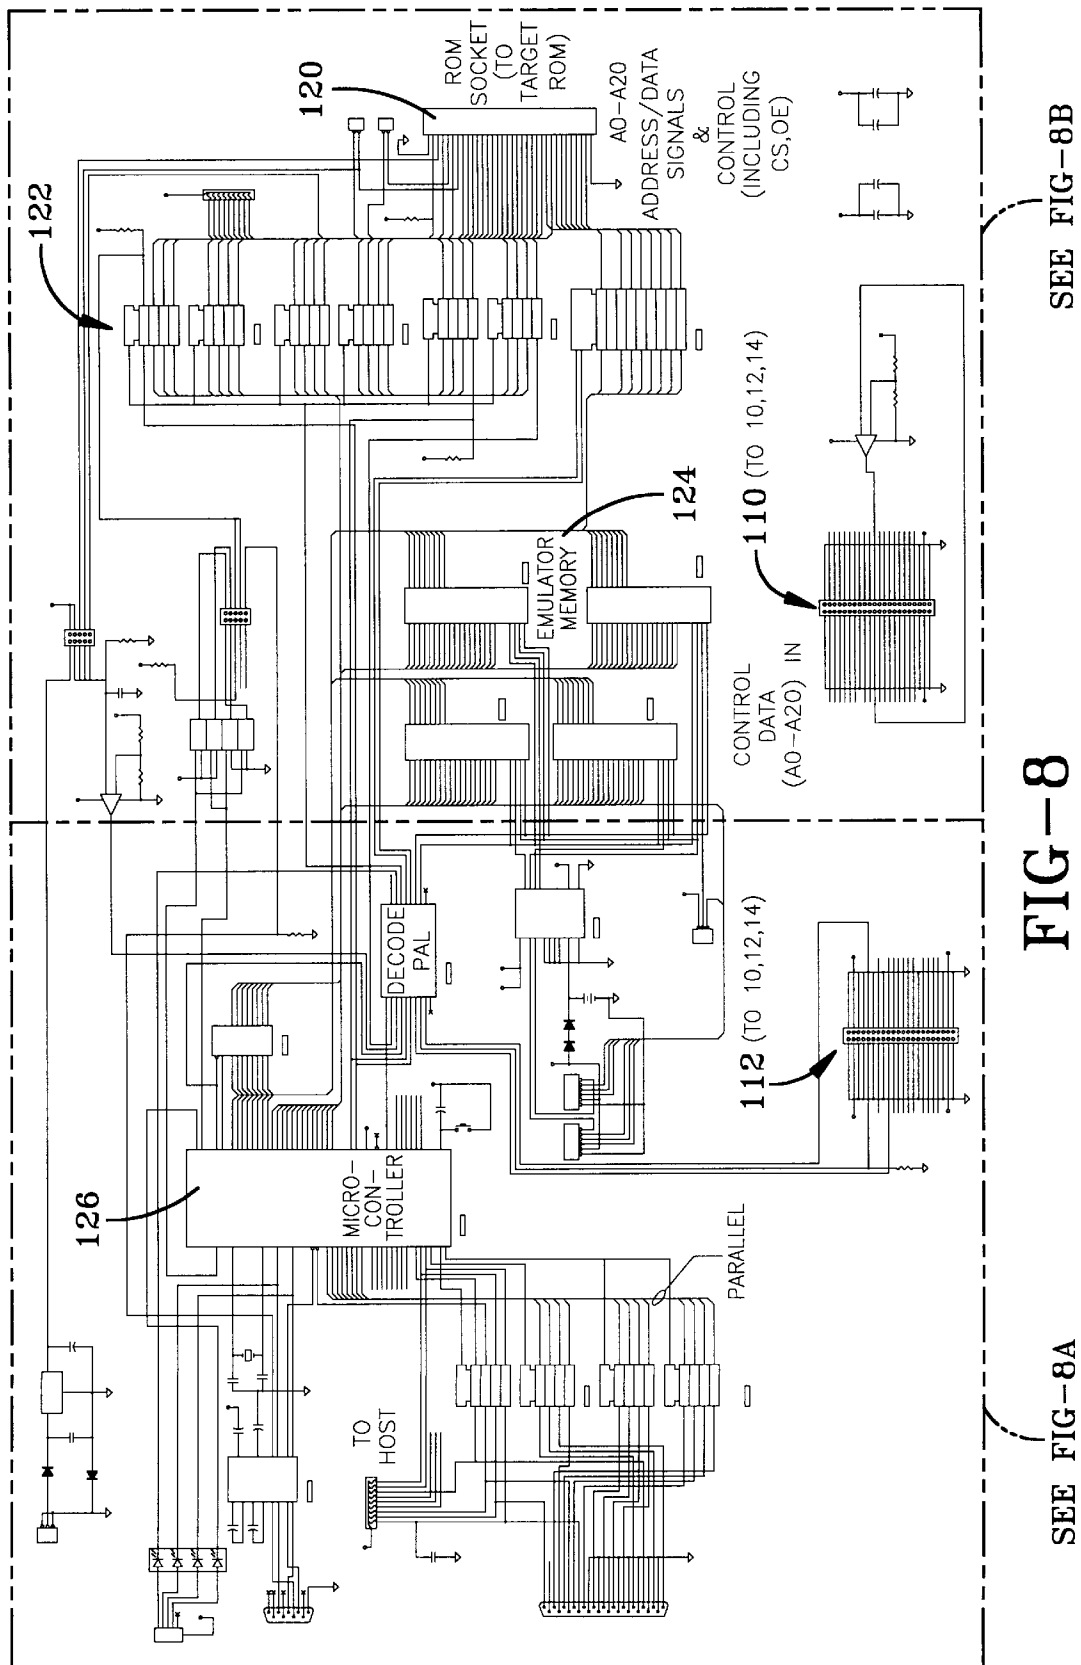 120
ROM
SOCKET
(TO
TARGET
ROM)
A0-A20
ADDRESS/DATA
SIGNALS
&
CONTROL
(INCLUDING
CS,OE)
122
124
EMULATOR
MEMORY
110 (TO 10,12,14)
CONTROL
DATA
(A0-A20) IN
DECODE
PAL
112 (TO 10,12,14)
126
MICRO-
CON-
TROLLER
PARALLEL
TO
HOST
SEE FIG-8A
SEE FIG-8B
FIG-8